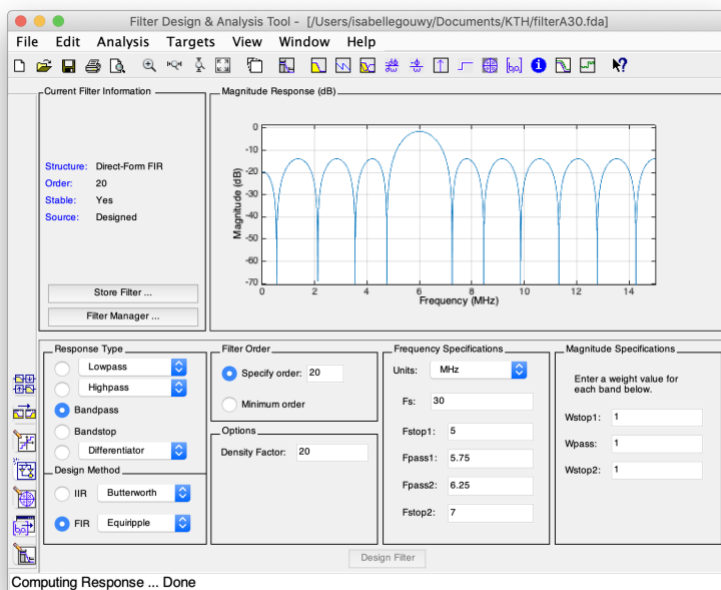 Filter Design & Analysis Tool - [/Users/isabellegouwy/Documents/KTH/filterA30.fda]
File Edit Analysis Targets View Window Help
Current Filter Information
Structure: Direct-Form FIR
Order: 20
Stable: Yes
Source: Designed
Store Filter ...
Filter Manager ...
Magnitude Response (dB)
Magnitude (dB)
0
-10
-20
-30
-40
-50
-60
-70
0 2 4 6 8 10 12 14
Frequency (MHz)
Response Type
Lowpass
Highpass
Bandpass
Bandstop
Differentiator
Design Method
IIR Butterworth
FIR Equiripple
Filter Order
Specify order: 20
Minimum order
Options
Density Factor: 20
Frequency Specifications
Units: MHz
Fs: 30
Fstop1: 5
Fpass1: 5.75
Fpass2: 6.25
Fstop2: 7
Magnitude Specifications
Enter a weight value for
each band below.
Wstop1: 1
Wpass: 1
Wstop2: 1
Design Filter
Computing Response ... Done